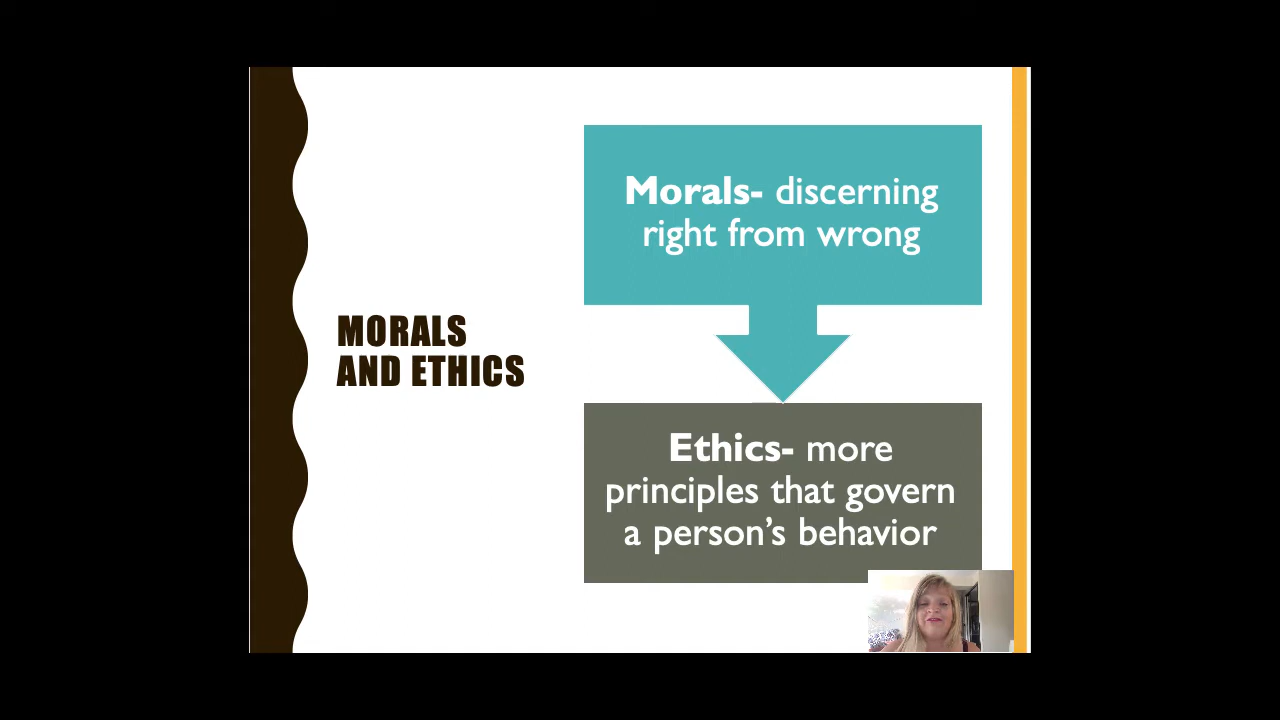 MORALS
AND ETHICS
Morals- discerning
right from wrong
Ethics- more
principles that govern
a person’s behavior